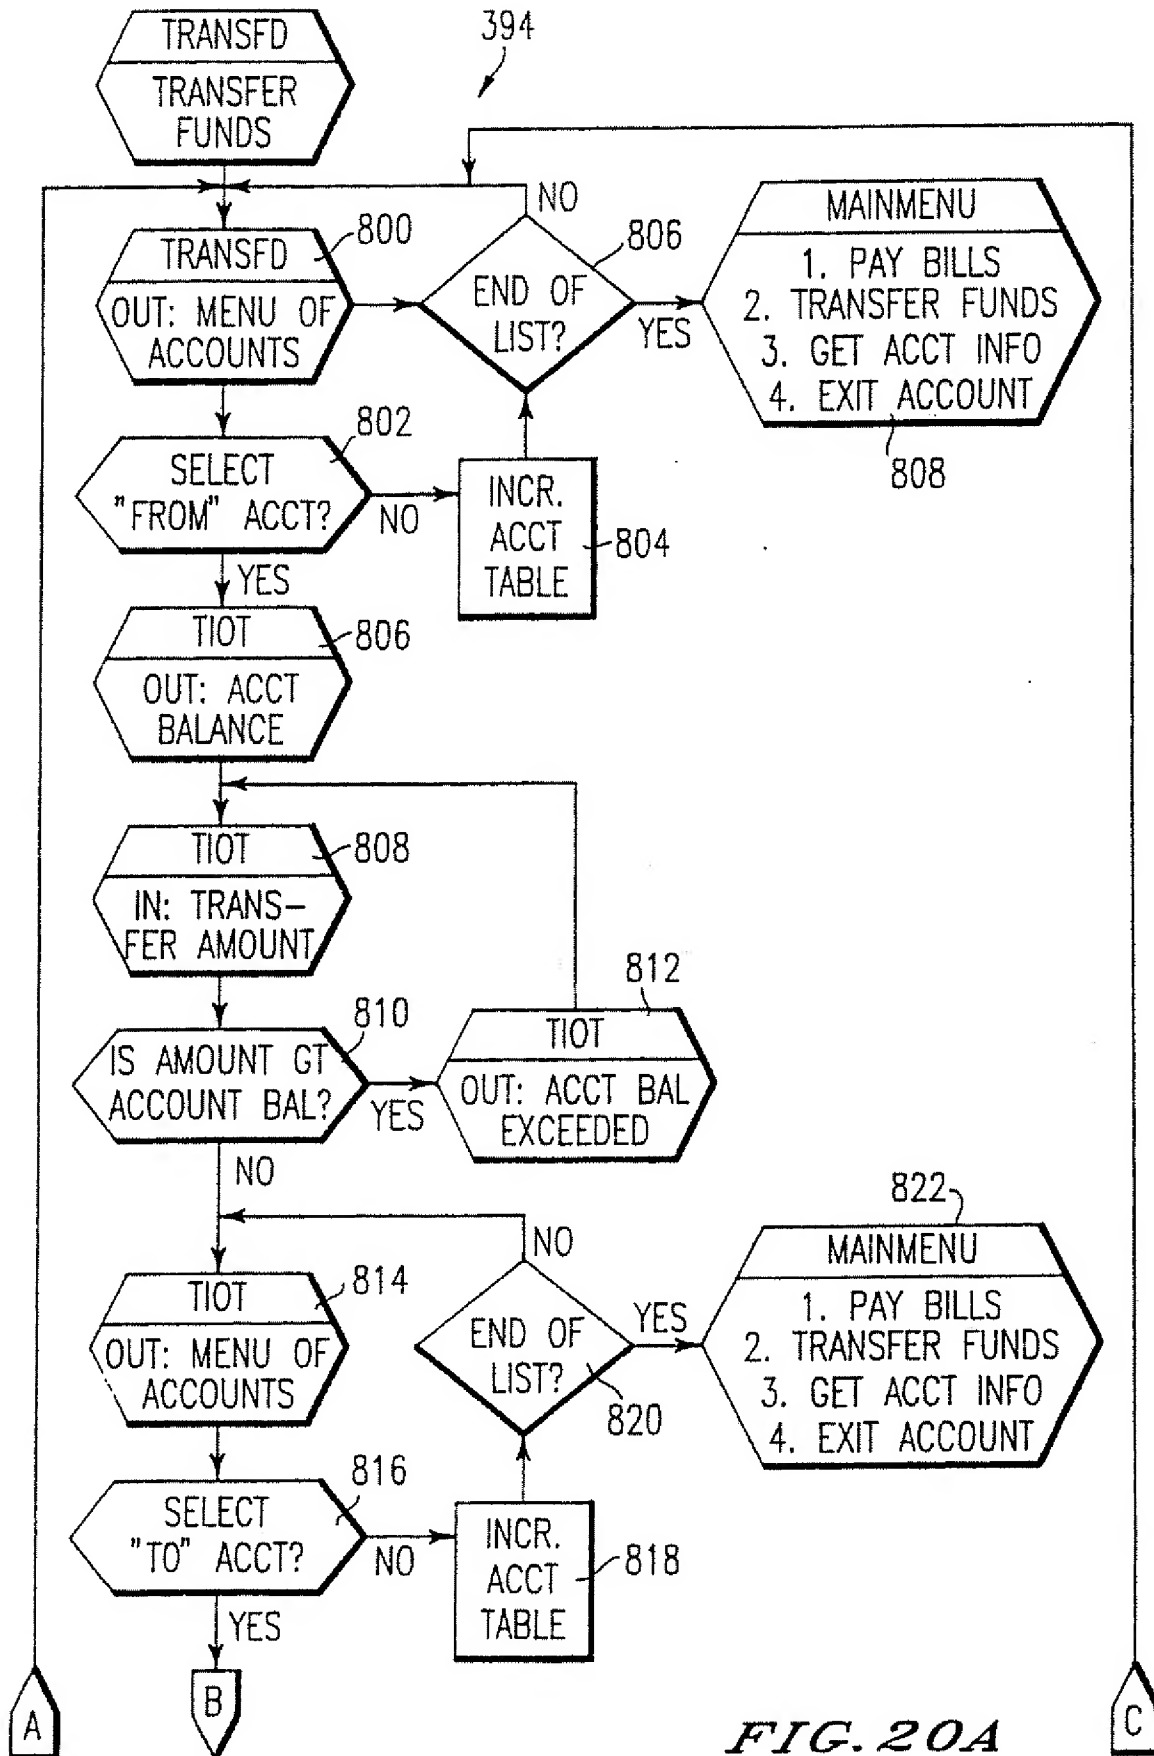 TRANSFD
TRANSFER
FUNDS
394
NO
TRANSFD
800
OUT: MENU OF
ACCOUNTS
END OF
LIST?
806
YES
MAINMENU
1. PAY BILLS
2. TRANSFER FUNDS
3. GET ACCT INFO
4. EXIT ACCOUNT
808
SELECT
"FROM" ACCT?
802
NO
INCR.
ACCT
TABLE
804
YES
TIOT
806
OUT: ACCT
BALANCE
TIOT
808
IN: TRANS-
FER AMOUNT
IS AMOUNT GT
ACCOUNT BAL?
810
YES
812
TIOT
OUT: ACCT BAL
EXCEEDED
NO
NO
TIOT
814
OUT: MENU OF
ACCOUNTS
END OF
LIST?
820
YES
822
MAINMENU
1. PAY BILLS
2. TRANSFER FUNDS
3. GET ACCT INFO
4. EXIT ACCOUNT
SELECT
"TO" ACCT?
816
NO
INCR.
ACCT
TABLE
818
YES
A
B
C
FIG. 20A